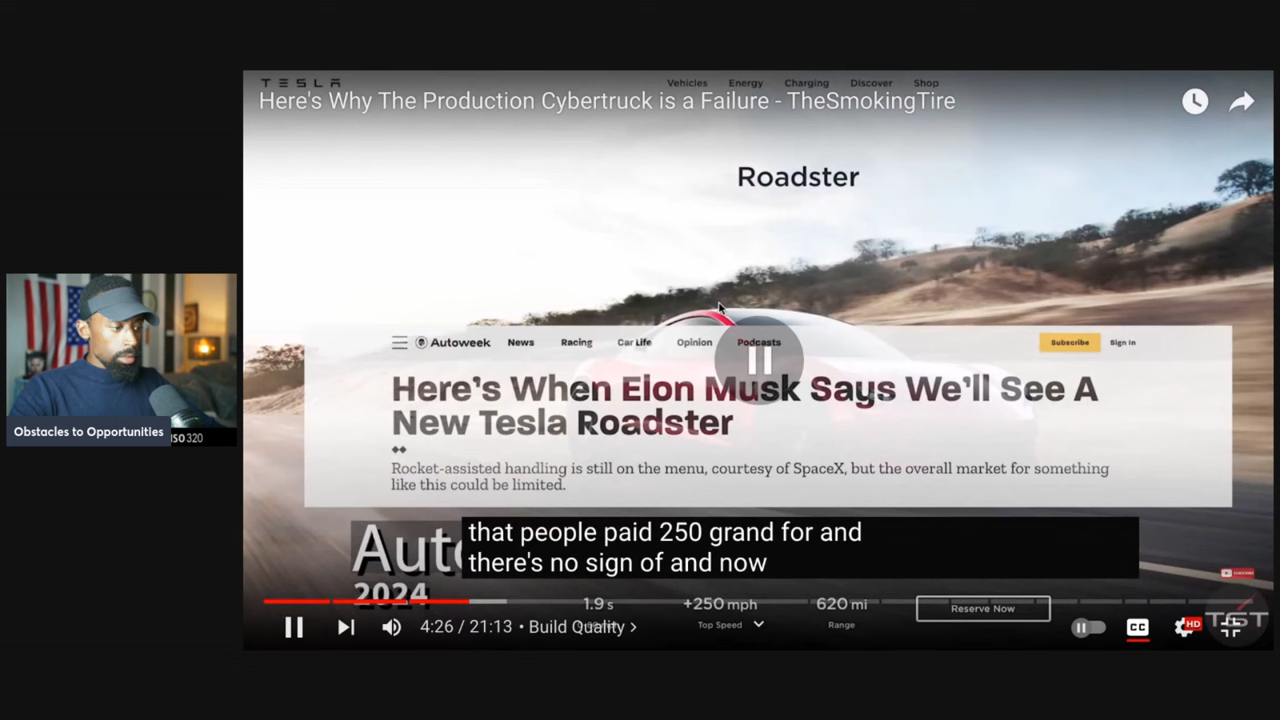 TESLA
Vehicles Energy Charging Discover Shop
Here's Why The Production Cybertruck is a Failure - TheSmokingTire
Roadster
Autoweek News Racing Car Life Opinion Podcasts Subscribe Sign In
Here's When Elon Musk Says We'll See A
New Tesla Roadster
Rocket-assisted handling is still on the menu, courtesy of SpaceX, but the overall market for something
like this could be limited.
Obstacles to Opportunities
ISO 320
Auto
2024
that people paid 250 grand for and
there's no sign of and now
1.9 s +250 mph 620 mi
Top Speed Range
Reserve Now
4:26 / 21:13 • Build Quality
CC
HD
TST